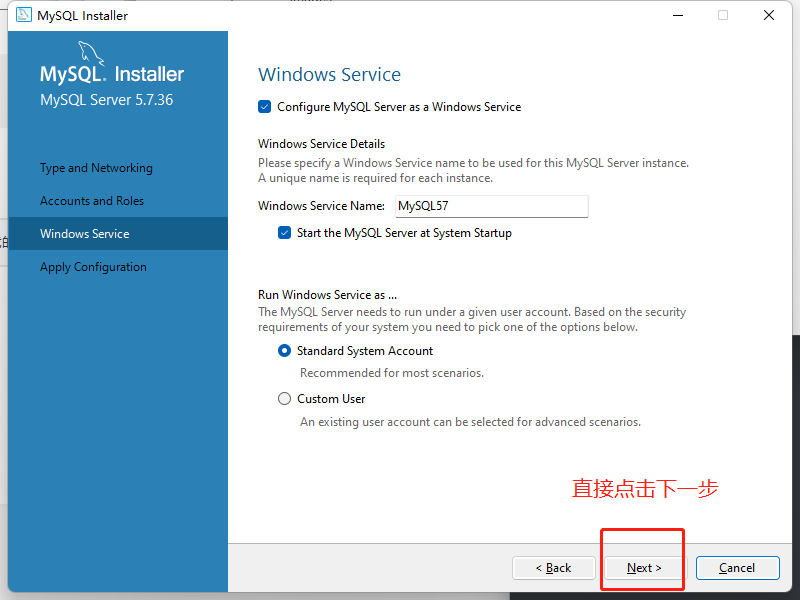 MySQL Installer
MySQL. Installer
MySQL Server 5.7.36
Type and Networking
Accounts and Roles
Windows Service
Apply Configuration
Windows Service
Configure MySQL Server as a Windows Service
Windows Service Details
Please specify a Windows Service name to be used for this MySQL Server instance.
A unique name is required for each instance.
Windows Service Name: MySQL57
Start the MySQL Server at System Startup
Run Windows Service as ...
The MySQL Server needs to run under a given user account. Based on the security
requirements of your system you need to pick one of the options below.
Standard System Account
Recommended for most scenarios.
Custom User
An existing user account can be selected for advanced scenarios.
直接点击下一步
< Back
Next >
Cancel